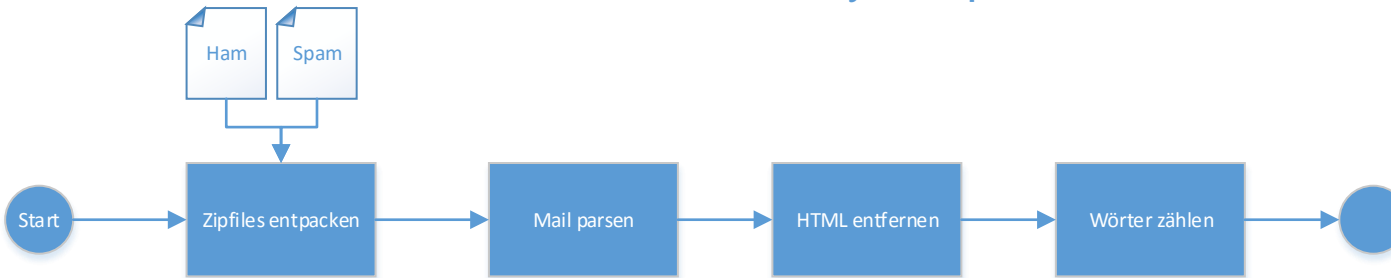 Ham
Spam
Start
Zipfiles entpacken
Mail parsen
HTML entfernen
Wörter zählen